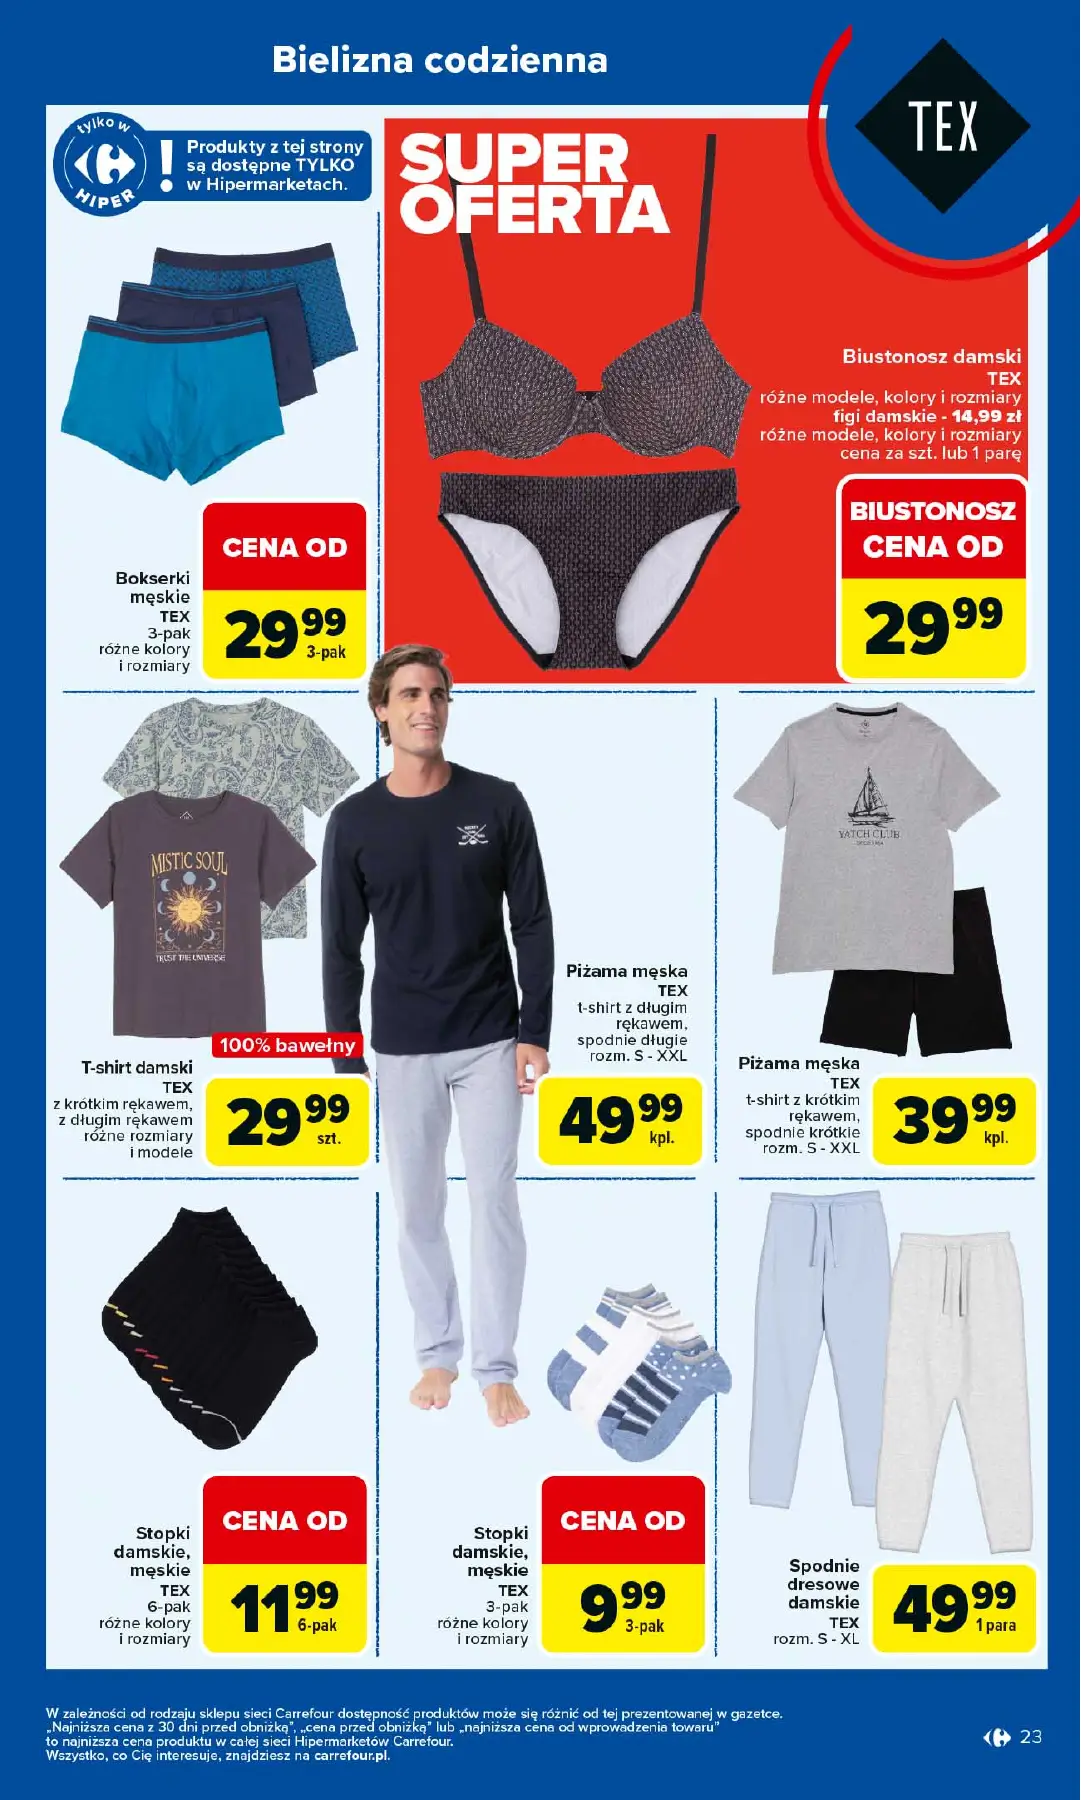 Bielizna codzienna
TEX
tylko w
HIPER
! Produkty z tej strony
są dostępne TYLKO
w Hipermarketach.
SUPER
OFERTA
Biustonosz damski
TEX
różne modele, kolory i rozmiary
figi damskie - 14,99 zł
różne modele, kolory i rozmiary
cena za szt. lub 1 parę
BIUSTONOSZ
CENA OD
29 99
Bokserki
męskie
TEX
3-pak
różne kolory
i rozmiary
CENA OD
29 99
3-pak
MISTIC SOUL
TRUST THE UNIVERSE
100% bawełny
T-shirt damski
TEX
z krótkim rękawem,
z długim rękawem
różne rozmiary
i modele
29 99
szt.
Piżama męska
TEX
t-shirt z długim
rękawem,
spodnie długie
rozm. S - XXL
49 99
kpl.
YATCH CLUB
Piżama męska
TEX
t-shirt z krótkim
rękawem,
spodnie krótkie
rozm. S - XXL
39 99
kpl.
Stopki
damskie,
męskie
TEX
6-pak
różne kolory
i rozmiary
CENA OD
11 99
6-pak
Stopki
damskie,
męskie
TEX
3-pak
różne kolory
i rozmiary
CENA OD
9 99
3-pak
Spodnie
dresowe
damskie
TEX
rozm. S - XL
49 99
1 para
W zależności od rodzaju sklepu sieci Carrefour dostępność produktów może się różnić od tej prezentowanej w gazetce.
„Najniższa cena z 30 dni przed obniżką”, „cena przed obniżką” lub „najniższa cena od wprowadzenia towaru”
to najniższa cena produktu w całej sieci Hipermarketów Carrefour.
Wszystko, co Cię interesuje, znajdziesz na carrefour.pl.
23